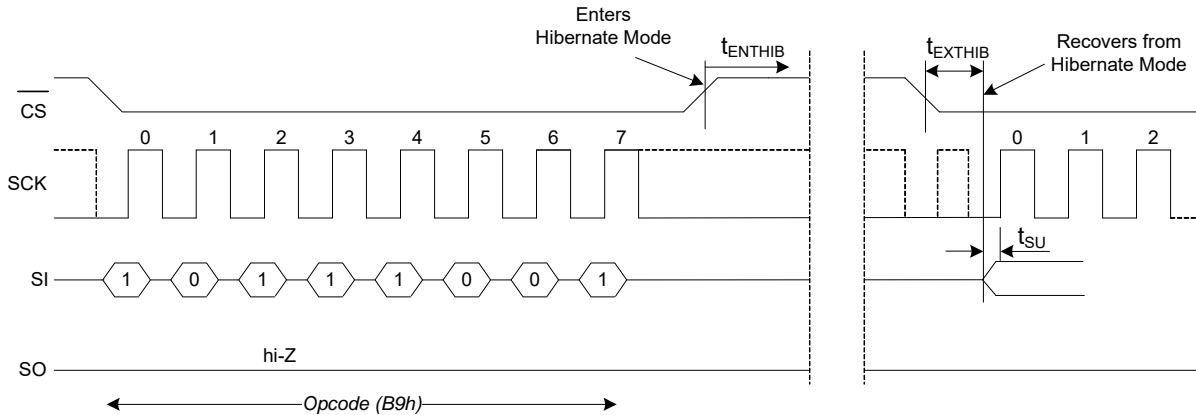 Enters
Hibernate Mode
tENTHIB
tEXTHIB
Recovers from
Hibernate Mode
CS
0 1 2 3 4 5 6 7 0 1 2
SCK
tSU
SI 1 0 1 1 1 0 0 1
hi-Z
SO
Opcode (B9h)